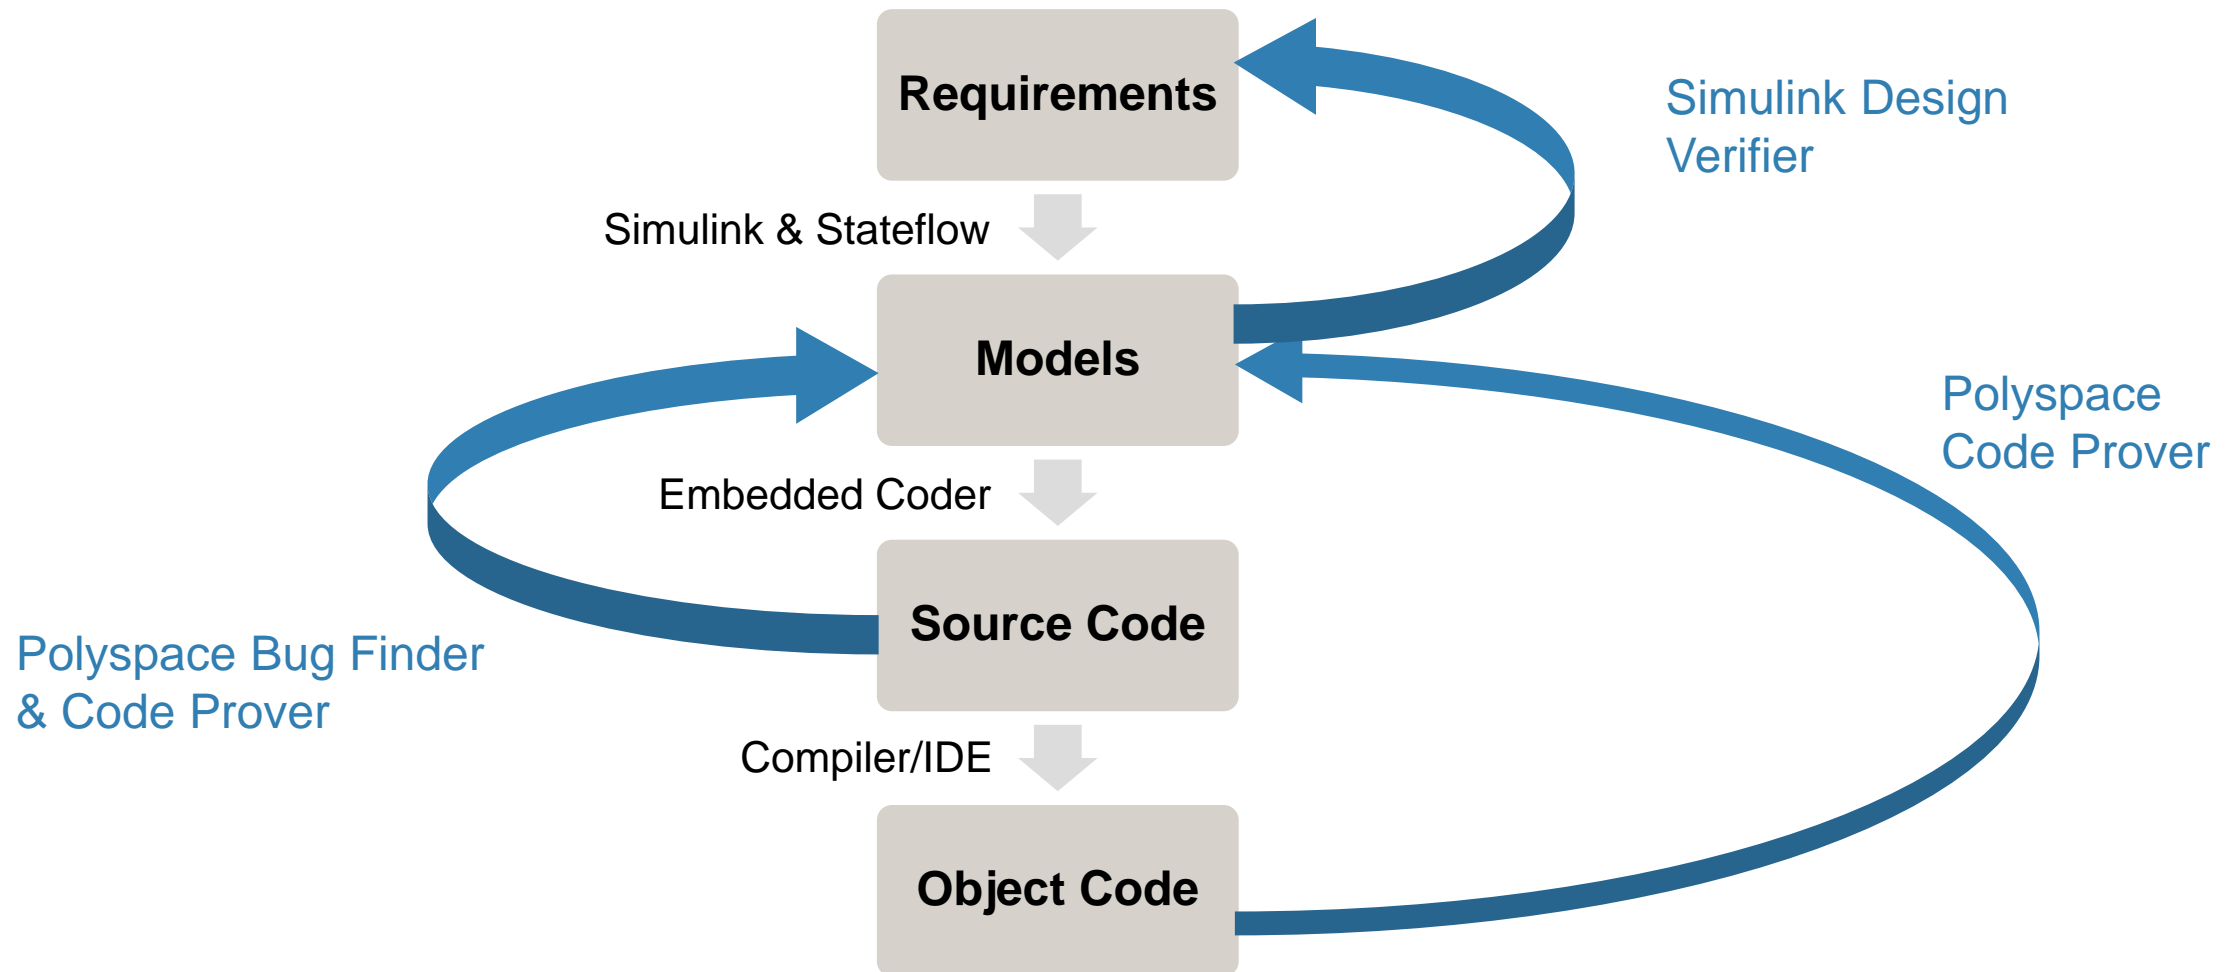 Requirements
Simulink Design
Verifier
Simulink & Stateflow
Models
Polyspace
Code Prover
Embedded Coder
Source Code
Polyspace Bug Finder
& Code Prover
Compiler/IDE
Object Code